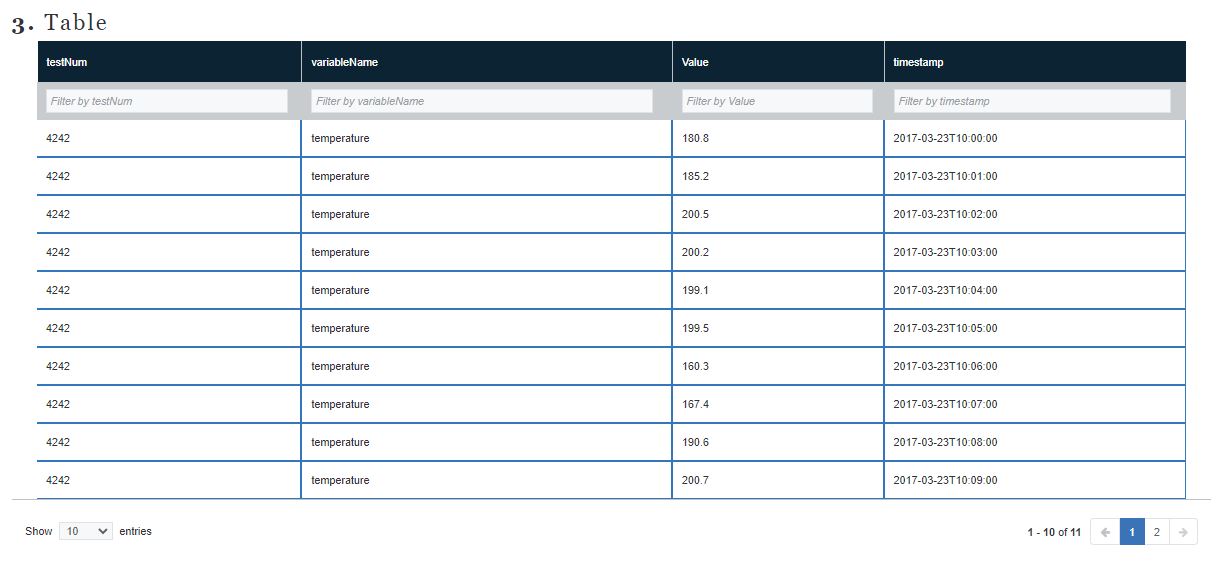 3. Table
testNum variableName Value timestamp
Filter by testNum Filter by variableName Filter by Value Filter by timestamp
4242 temperature 180.8 2017-03-23T10:00:00
4242 temperature 185.2 2017-03-23T10:01:00
4242 temperature 200.5 2017-03-23T10:02:00
4242 temperature 200.2 2017-03-23T10:03:00
4242 temperature 199.1 2017-03-23T10:04:00
4242 temperature 199.5 2017-03-23T10:05:00
4242 temperature 160.3 2017-03-23T10:06:00
4242 temperature 167.4 2017-03-23T10:07:00
4242 temperature 190.6 2017-03-23T10:08:00
4242 temperature 200.7 2017-03-23T10:09:00
Show 10 entries 1 - 10 of 11 1 2